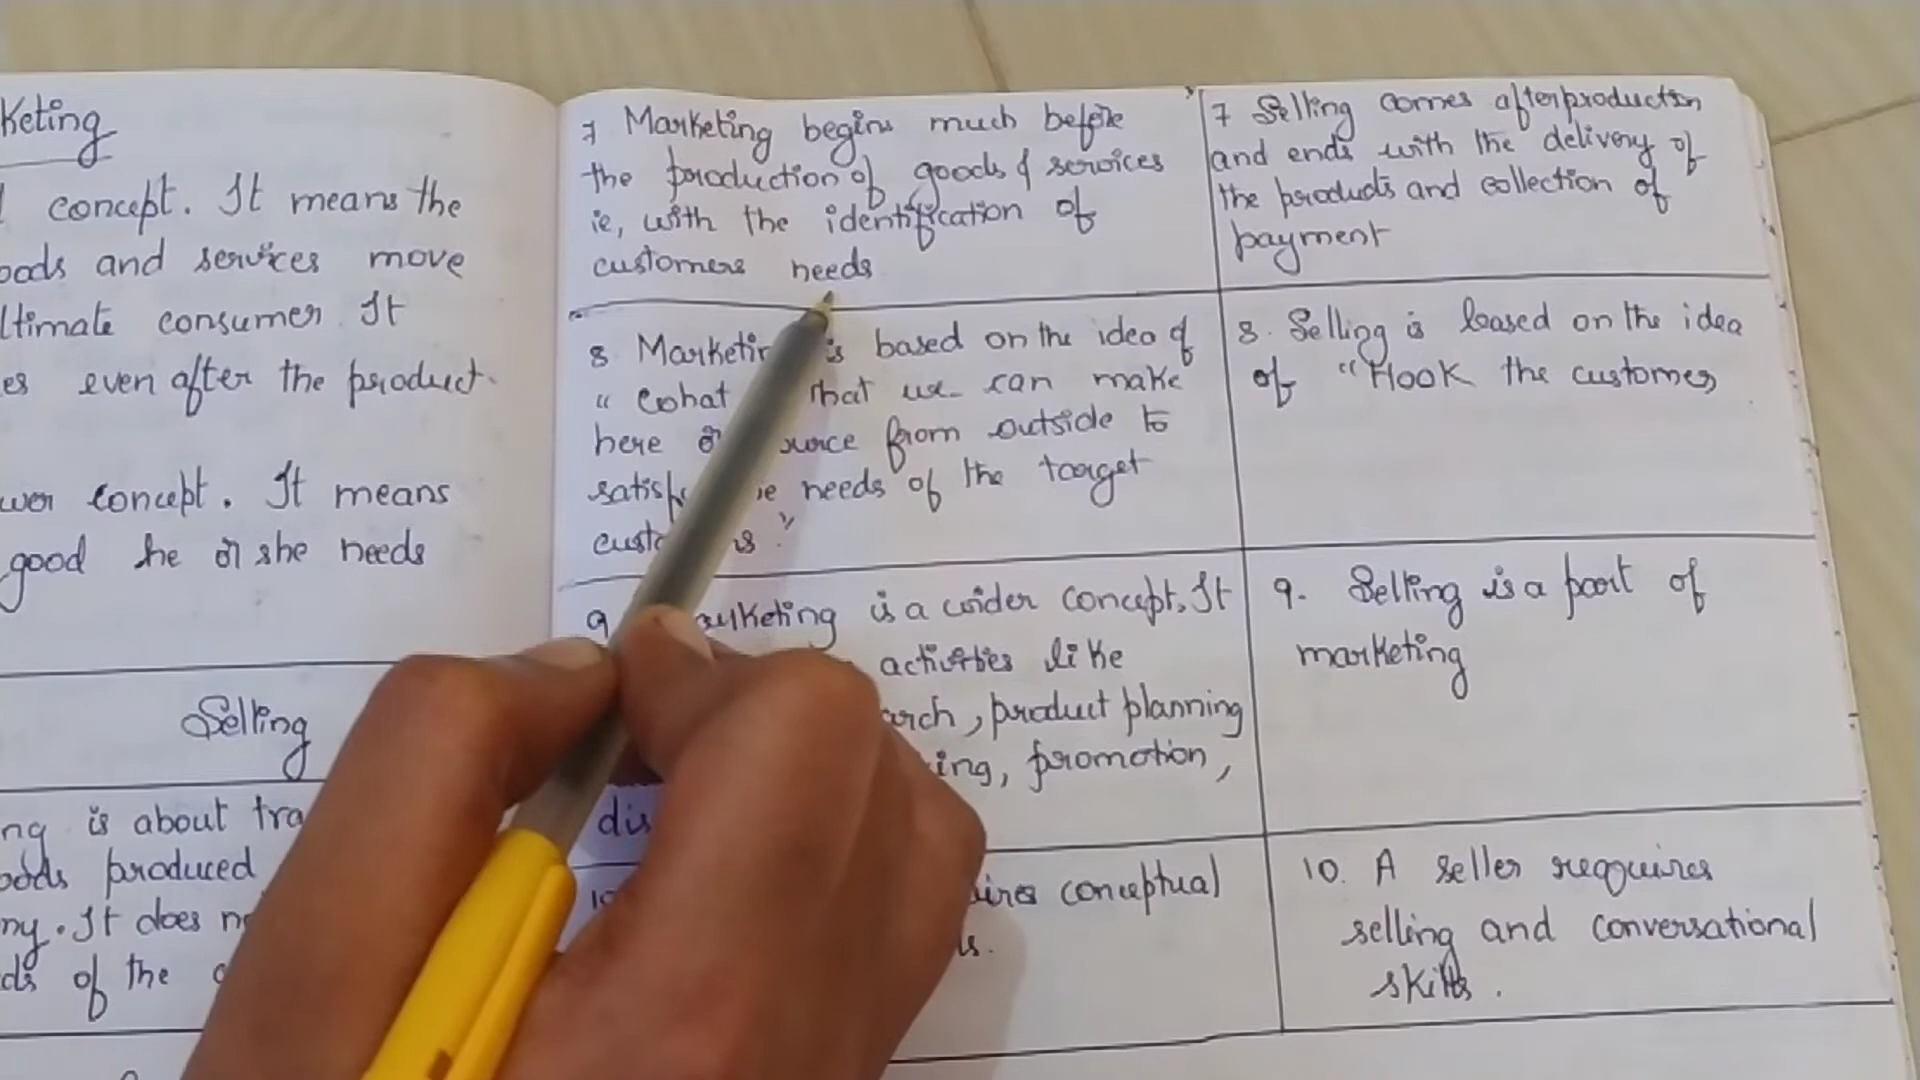 keting
concept. It means the
oods and services move
ltimate consumer It
es even after the product.
concept. It means
good he or she needs
Selling
ng is about tra
oods produced
ny. It does n
ds of the
7 Marketing begins much before
the production of goods & services
ie, with the identification of
customers needs
7 Selling comes after production
and ends with the delivery of
the products and collection of
payment
8 Marketin is based on the idea of
"what that we can make
here or from outside to
satisf needs of the target
cust s."
8. Selling is based on the idea
of "Hook the customer
9 arketing is a wider concept. It
activities like
arch, product planning
ing, promotion,
dis
9. Selling is a part of
marketing
10 ires conceptual
ls.
10. A seller requires
selling and conversational
skills.